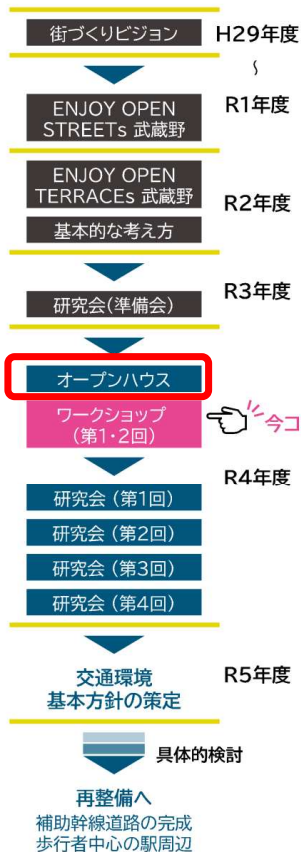 街づくりビジョン
H29年度
〜
ENJOY OPEN
STREETs 武蔵野
R1年度
ENJOY OPEN
TERRACEs 武蔵野
基本的な考え方
R2年度
研究会(準備会)
R3年度
オープンハウス
ワークショップ
(第1・2回)
今コ
R4年度
研究会 (第1回)
研究会 (第2回)
研究会 (第3回)
研究会 (第4回)
交通環境
基本方針の策定
R5年度
具体的検討
再整備へ
補助幹線道路の完成
歩行者中心の駅周辺